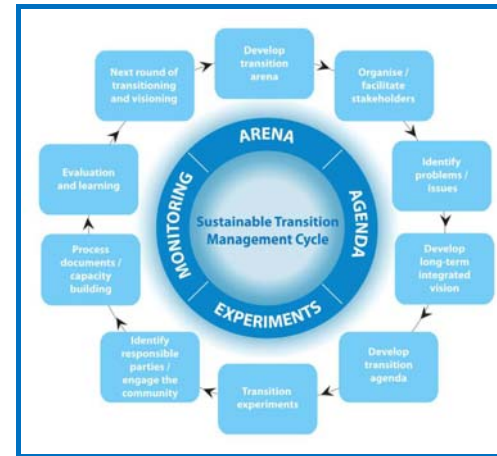 Develop
transition
arena
Organise /
facilitate
stakeholders
Identify
problems /
issues
Develop
long-term
integrated
vision
Develop
transition
agenda
Transition
experiments
Identify
responsible
parties /
engage the
community
Process
documents /
capacity
building
Evaluation
and learning
Next round of
transitioning
and visioning
ARENA
AGENDA
EXPERIMENTS
MONITORING
Sustainable Transition
Management Cycle